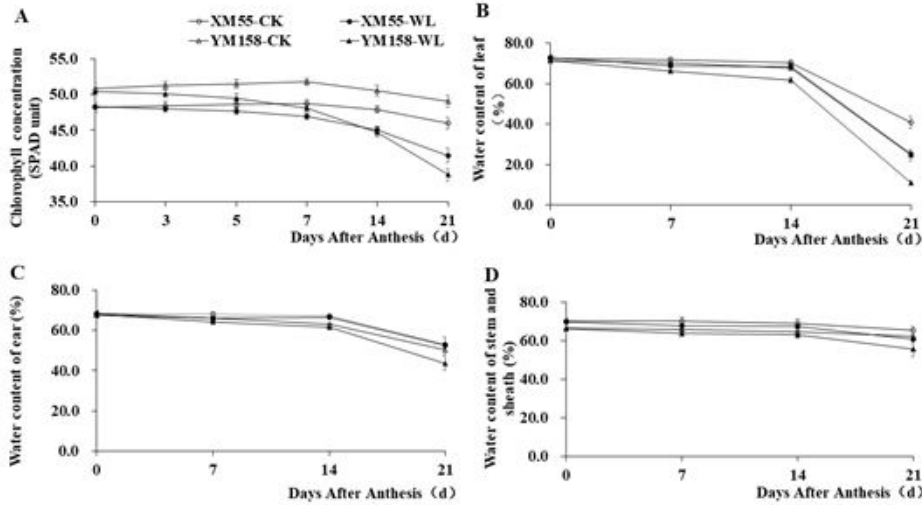 A
XM55-CK
XM55-WL
YM158-CK
YM158-WL
Chlorophyll concentration
(SPAD unit)
55.0
50.0
45.0
40.0
35.0
0 3 5 7 14 21
Days After Anthesis (d)
B
Water content of leaf
(%)
80.0
60.0
40.0
20.0
0.0
0 7 14 21
Days After Anthesis (d)
C
Water content of ear (%)
80.0
60.0
40.0
20.0
0.0
0 7 14 21
Days After Anthesis (d)
D
Water content of stem and
sheath (%)
80.0
60.0
40.0
20.0
0.0
0 7 14 21
Days After Anthesis (d)